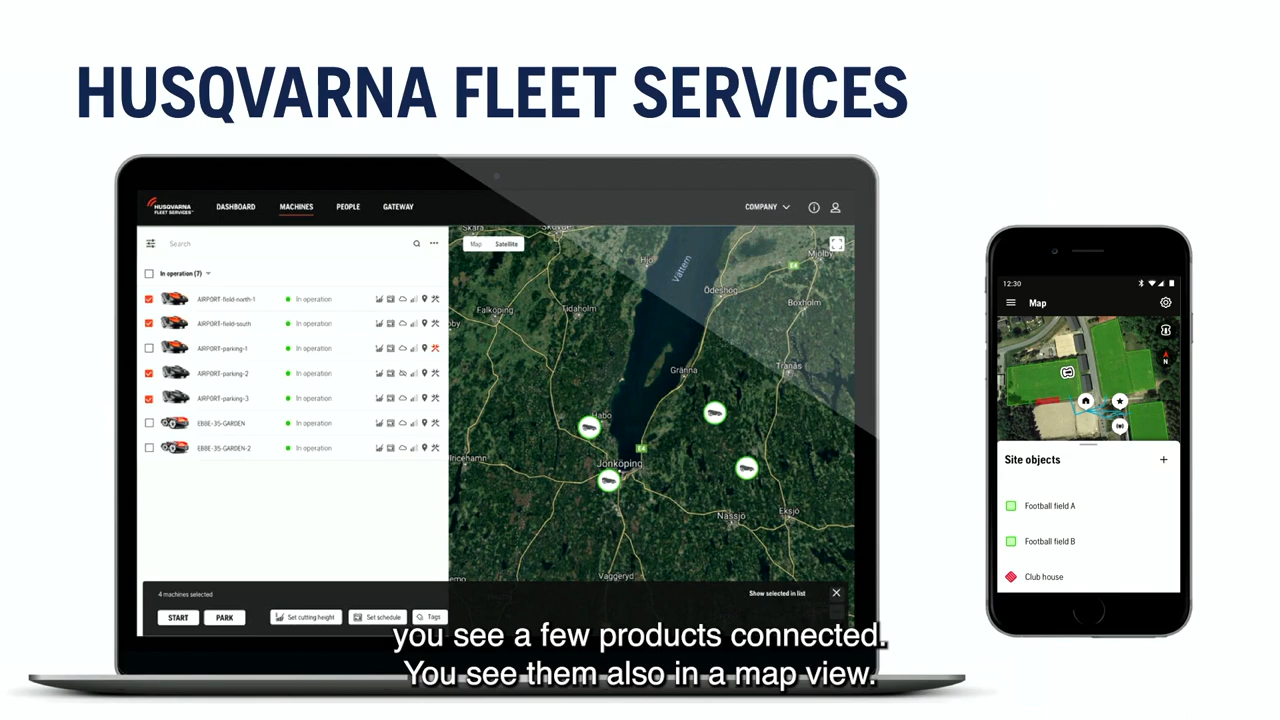 HUSQVARNA FLEET SERVICES
HUSQVARNA
FLEET SERVICES
DASHBOARD
MACHINES
PEOPLE
GATEWAY
COMPANY
Search
In operation (7)
AIRPORT-field-north-1 In operation
AIRPORT-field-south In operation
AIRPORT-parking-1 In operation
AIRPORT-parking-2 In operation
AIRPORT-parking-3 In operation
EBBE-35-GARDEN In operation
EBBE-35-GARDEN-2 In operation
Map Satellite
Skara
Hjo
Vättern
E4
Mjölby
Ödeshög
Falköping
Tidaholm
Boxholm
Gränna
Tranås
Habo
E4
Jönköping
Ulricehamn
Nässjö
Eksjö
Vaggeryd
4 machines selected
Show selected in list
START
PARK
Set cutting height
Set schedule
Tags
12:30
Map
N
Site objects
Football field A
Football field B
Club house
you see a few products connected.
You see them also in a map view.